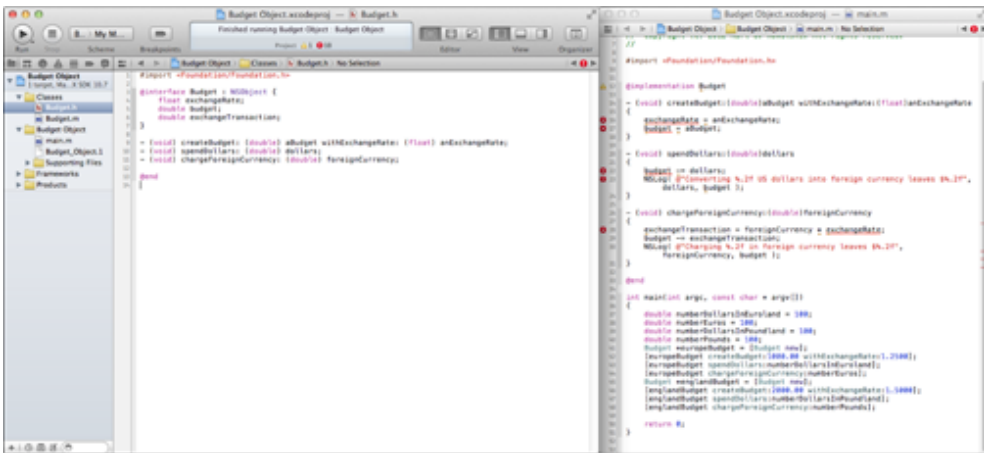 Budget Object.xcodeproj — Budget.h
Run Stop Scheme Breakpoints
B... My M...
Finished running Budget Object : Budget Object
Project
Editor View Organizer
Budget Object Classes Budget.h No Selection
Budget Object
Classes
Budget.h
Budget.m
Budget Object
main.m
Budget_Object.1
Supporting Files
Frameworks
Products
#import <Foundation/Foundation.h>
@interface Budget : NSObject {
float exchangeRate;
double budget;
double exchangeTransaction;
}
- (void) createBudget: (double) aBudget withExchangeRate: (float) anExchangeRate;
- (void) spendDollars: (double) dollars;
- (void) chargeForeignCurrency: (double) foreignCurrency;
@end
Budget Object.xcodeproj — main.m
Budget Object Budget Object main.m No Selection
//
#import <Foundation/Foundation.h>
@implementation Budget
- (void) createBudget:(double)aBudget withExchangeRate:(float)anExchangeRate
{
exchangeRate = anExchangeRate;
budget = aBudget;
}
- (void) spendDollars:(double)dollars
{
budget -= dollars;
NSLog( @"Converting %.2f US dollars into foreign currency leaves $%.2f",
dollars, budget );
}
- (void) chargeForeignCurrency:(double)foreignCurrency
{
exchangeTransaction = foreignCurrency * exchangeRate;
budget -= exchangeTransaction;
NSLog( @"Charging %.2f in foreign currency leaves $%.2f",
foreignCurrency, budget );
}
@end
int main(int argc, const char * argv[])
{
double numberDollarsInEuroland = 100;
double numberEuros = 100;
double numberDollarsInPoundland = 100;
double numberPounds = 100;
Budget *europeBudget = [Budget new];
[europeBudget createBudget:1000.00 withExchangeRate:1.2500];
[europeBudget spendDollars:numberDollarsInEuroland];
[europeBudget chargeForeignCurrency:numberEuros];
Budget *englandBudget = [Budget new];
[englandBudget createBudget:2000.00 withExchangeRate:1.5000];
[englandBudget spendDollars:numberDollarsInPoundland];
[englandBudget chargeForeignCurrency:numberPounds];
return 0;
}